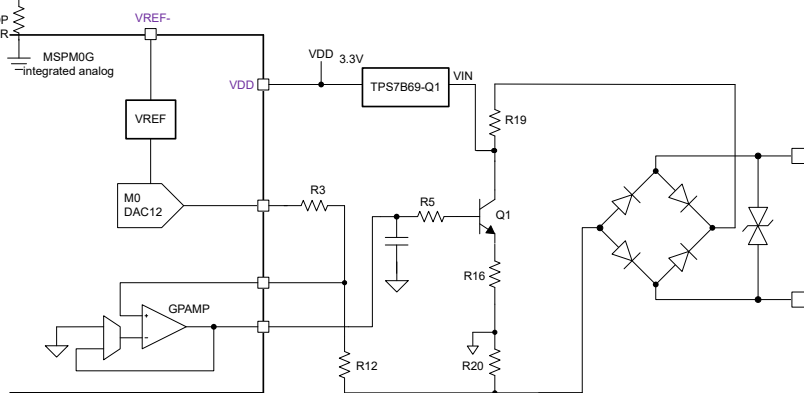 P
R
VREF-
MSPM0G
integrated analog
VDD
VDD
3.3V
TPS7B69-Q1
VIN
R19
VREF
M0
DAC12
R3
R5
Q1
R16
GPAMP
+
-
R12
R20